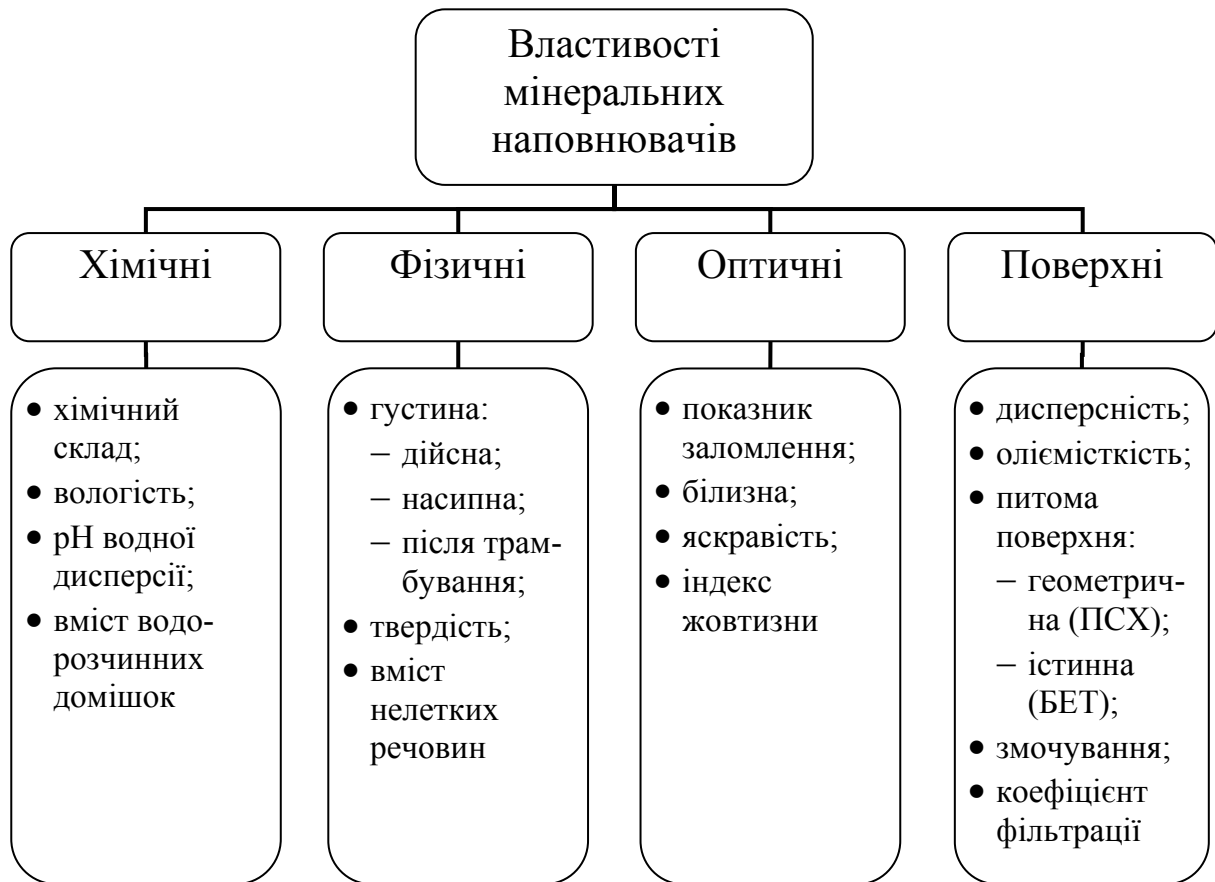 Властивості
мінеральних
наповнювачів
Хімічні
Фізичні
Оптичні
Поверхні
• хімічний
склад;
• вологість;
• рН водної
дисперсії;
• вміст водо-
розчинних
домішок
• густина:
– дійсна;
– насипна;
– після трам-
бування;
• твердість;
• вміст
нелетких
речовин
• показник
заломлення;
• білизна;
• яскравість;
• індекс
жовтизни
• дисперсність;
• оліємісткість;
• питома
поверхня:
– геометрич-
на (ПСХ);
– істинна
(БЕТ);
• змочування;
• коефіцієнт
фільтрації